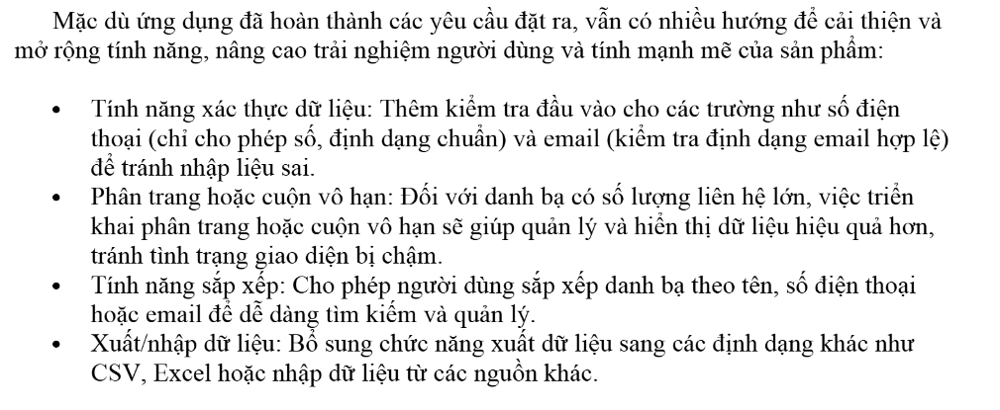 Mặc dù ứng dụng đã hoàn thành các yêu cầu đặt ra, vẫn có nhiều hướng để cải thiện và
mở rộng tính năng, nâng cao trải nghiệm người dùng và tính mạnh mẽ của sản phẩm:
• Tính năng xác thực dữ liệu: Thêm kiểm tra đầu vào cho các trường như số điện
thoại (chỉ cho phép số, định dạng chuẩn) và email (kiểm tra định dạng email hợp lệ)
để tránh nhập liệu sai.
• Phân trang hoặc cuộn vô hạn: Đối với danh bạ có số lượng liên hệ lớn, việc triển
khai phân trang hoặc cuộn vô hạn sẽ giúp quản lý và hiển thị dữ liệu hiệu quả hơn,
tránh tình trạng giao diện bị chậm.
• Tính năng sắp xếp: Cho phép người dùng sắp xếp danh bạ theo tên, số điện thoại
hoặc email để dễ dàng tìm kiếm và quản lý.
• Xuất/nhập dữ liệu: Bổ sung chức năng xuất dữ liệu sang các định dạng khác như
CSV, Excel hoặc nhập dữ liệu từ các nguồn khác.